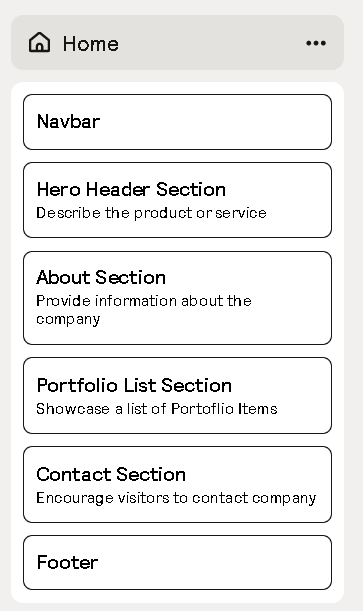 Home
Navbar
Hero Header Section
Describe the product or service
About Section
Provide information about the
company
Portfolio List Section
Showcase a list of Portoflio Items
Contact Section
Encourage visitors to contact company
Footer